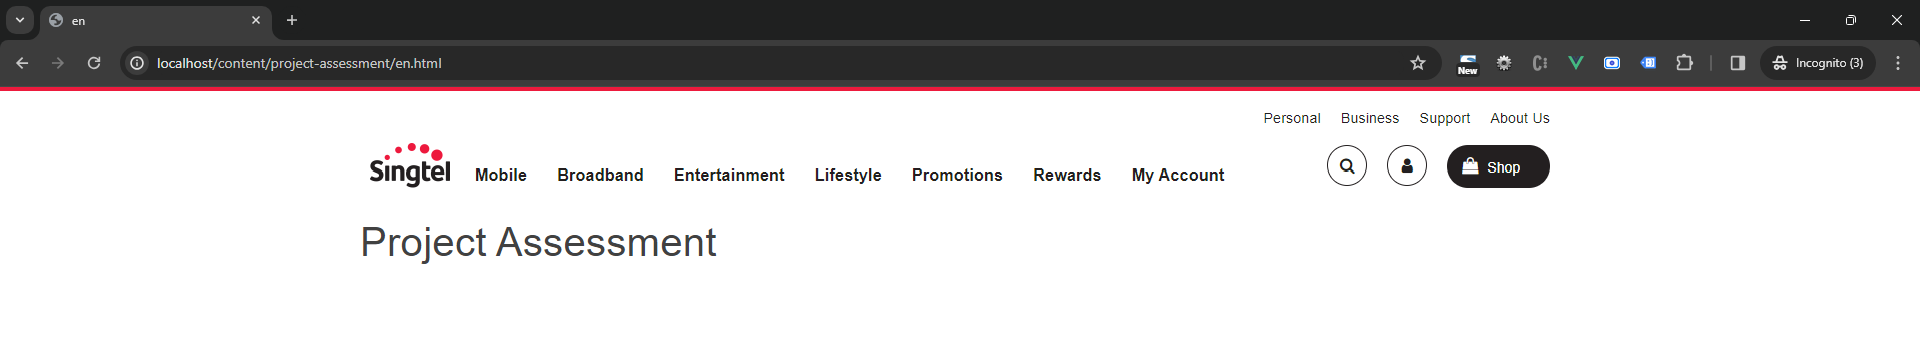 en
localhost/content/project-assessment/en.html
New
Incognito (3)
Personal Business Support About Us
Singtel Mobile Broadband Entertainment Lifestyle Promotions Rewards My Account Shop
Project Assessment